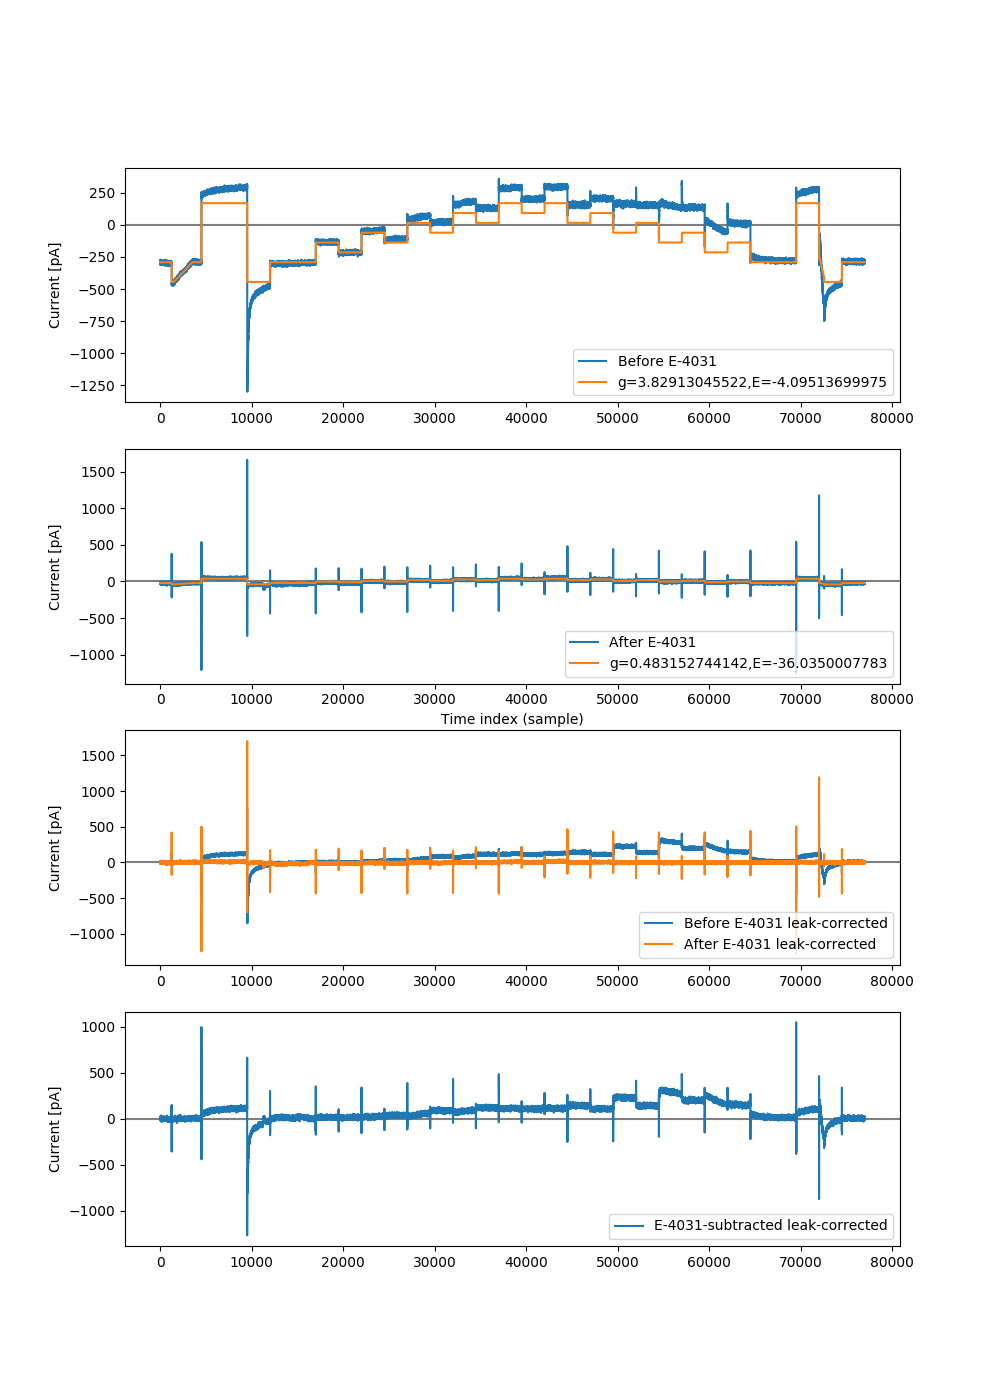 250
0
−250
−500
−750
−1000
−1250
Current [pA]
Before E-4031
g=3.82913045522,E=-4.09513699975
0 10000 20000 30000 40000 50000 60000 70000 80000
1500
1000
500
0
−500
−1000
Current [pA]
After E-4031
g=0.483152744142,E=-36.0350007783
0 10000 20000 30000 40000 50000 60000 70000 80000
Time index (sample)
1500
1000
500
0
−500
−1000
Current [pA]
Before E-4031 leak-corrected
After E-4031 leak-corrected
0 10000 20000 30000 40000 50000 60000 70000 80000
1000
500
0
−500
−1000
Current [pA]
E-4031-subtracted leak-corrected
0 10000 20000 30000 40000 50000 60000 70000 80000